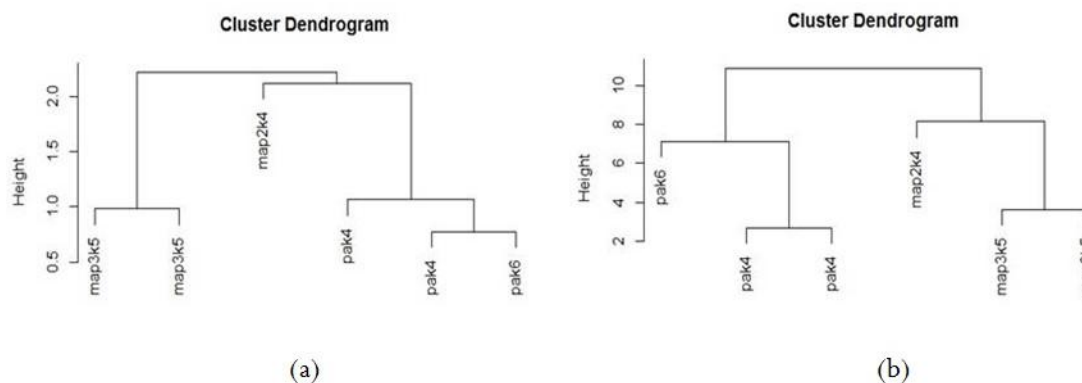 Cluster Dendrogram
Height
2.0
1.5
1.0
0.5
map2k4
map3k5
map3k5
pak4
pak4
pak6
(a)
Cluster Dendrogram
Height
10
8
6
4
2
pak6
map2k4
pak4
pak4
map3k5
(b)